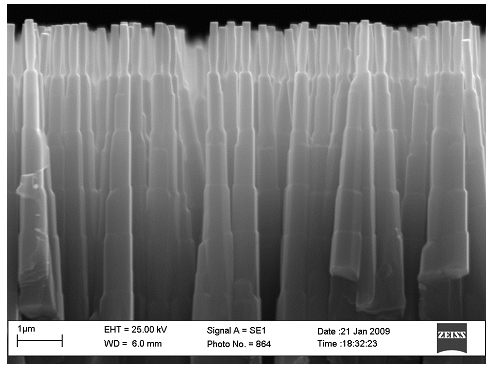 1µm
EHT = 25.00 kV
Signal A = SE1
Date :21 Jan 2009
ZEISS
WD = 6.0 mm
Photo No. = 864
Time :18:32:23